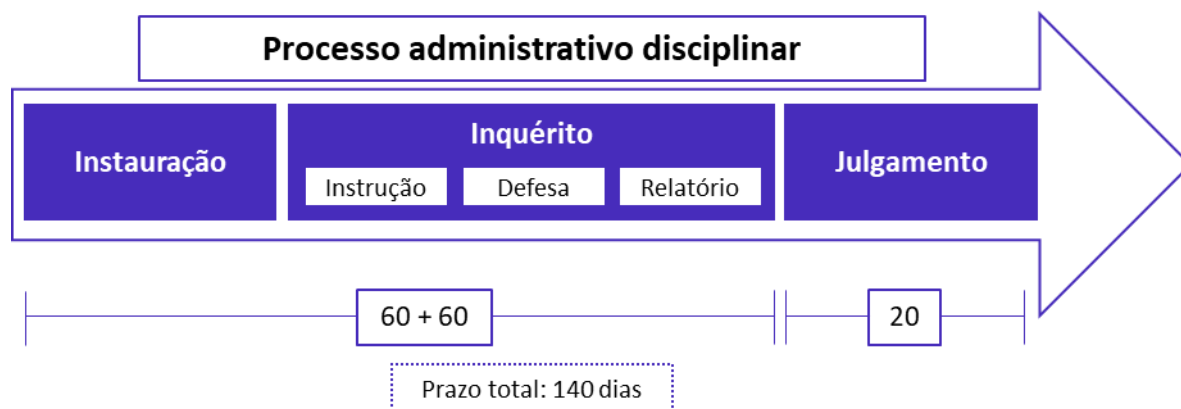 Processo administrativo disciplinar
Instauração
Inquérito
Instrução
Defesa
Relatório
Julgamento
60 + 60
20
Prazo total: 140 dias